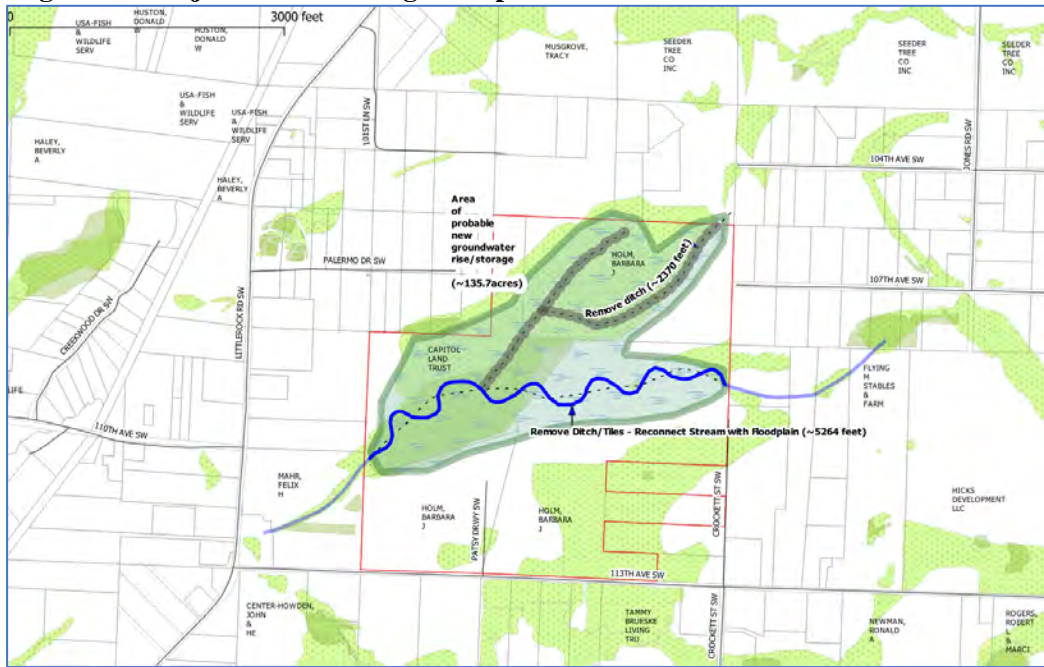 0
3000 feet
USA-FISH
&
WILDLIFE
SERV
HUSTON,
DONALD
W
HUSTON,
DONALD
W
MUSGROVE,
TRACY
SEEDER
TREE
CO
INC
SEEDER
TREE
CO
INC
SEEDER
TREE
CO
INC
USA-FISH
&
WILDLIFE
SERV
USA-FISH
&
WILDLIFE
SERV
101ST LN SW
HALEY,
BEVERLY
A
HALEY,
BEVERLY
A
104TH AVE SW
JONES RD SW
Area
of
probable
new
groundwater
rise/storage
(~135.7acres)
HOLM,
BARBARA
J
Remove ditch (~2370 feet)
PALERMO DR SW
107TH AVE SW
CREEKWOOD DR SW
LITTLEROCK RD SW
CAPITOL
LAND
TRUST
FLYING
M
STABLES
&
FARM
LIFE
110TH AVE SW
Remove Ditch/Tiles - Reconnect Stream with Floodplain (~5264 feet)
MAHR,
FELIX
H
HOLM,
BARBARA
J
PATSY DRWY SW
HOLM,
BARBARA
J
CROCKETT ST SW
HICKS
DEVELOPMENT
LLC
113TH AVE SW
CENTER-HOWDEN,
JOHN
&
HE
TAMMY
BRUESKE
LIVING
TRU
CROCKETT ST SW
NEWMAN,
RONALD
A
ROGERS,
ROBERT
L
&
MARCI